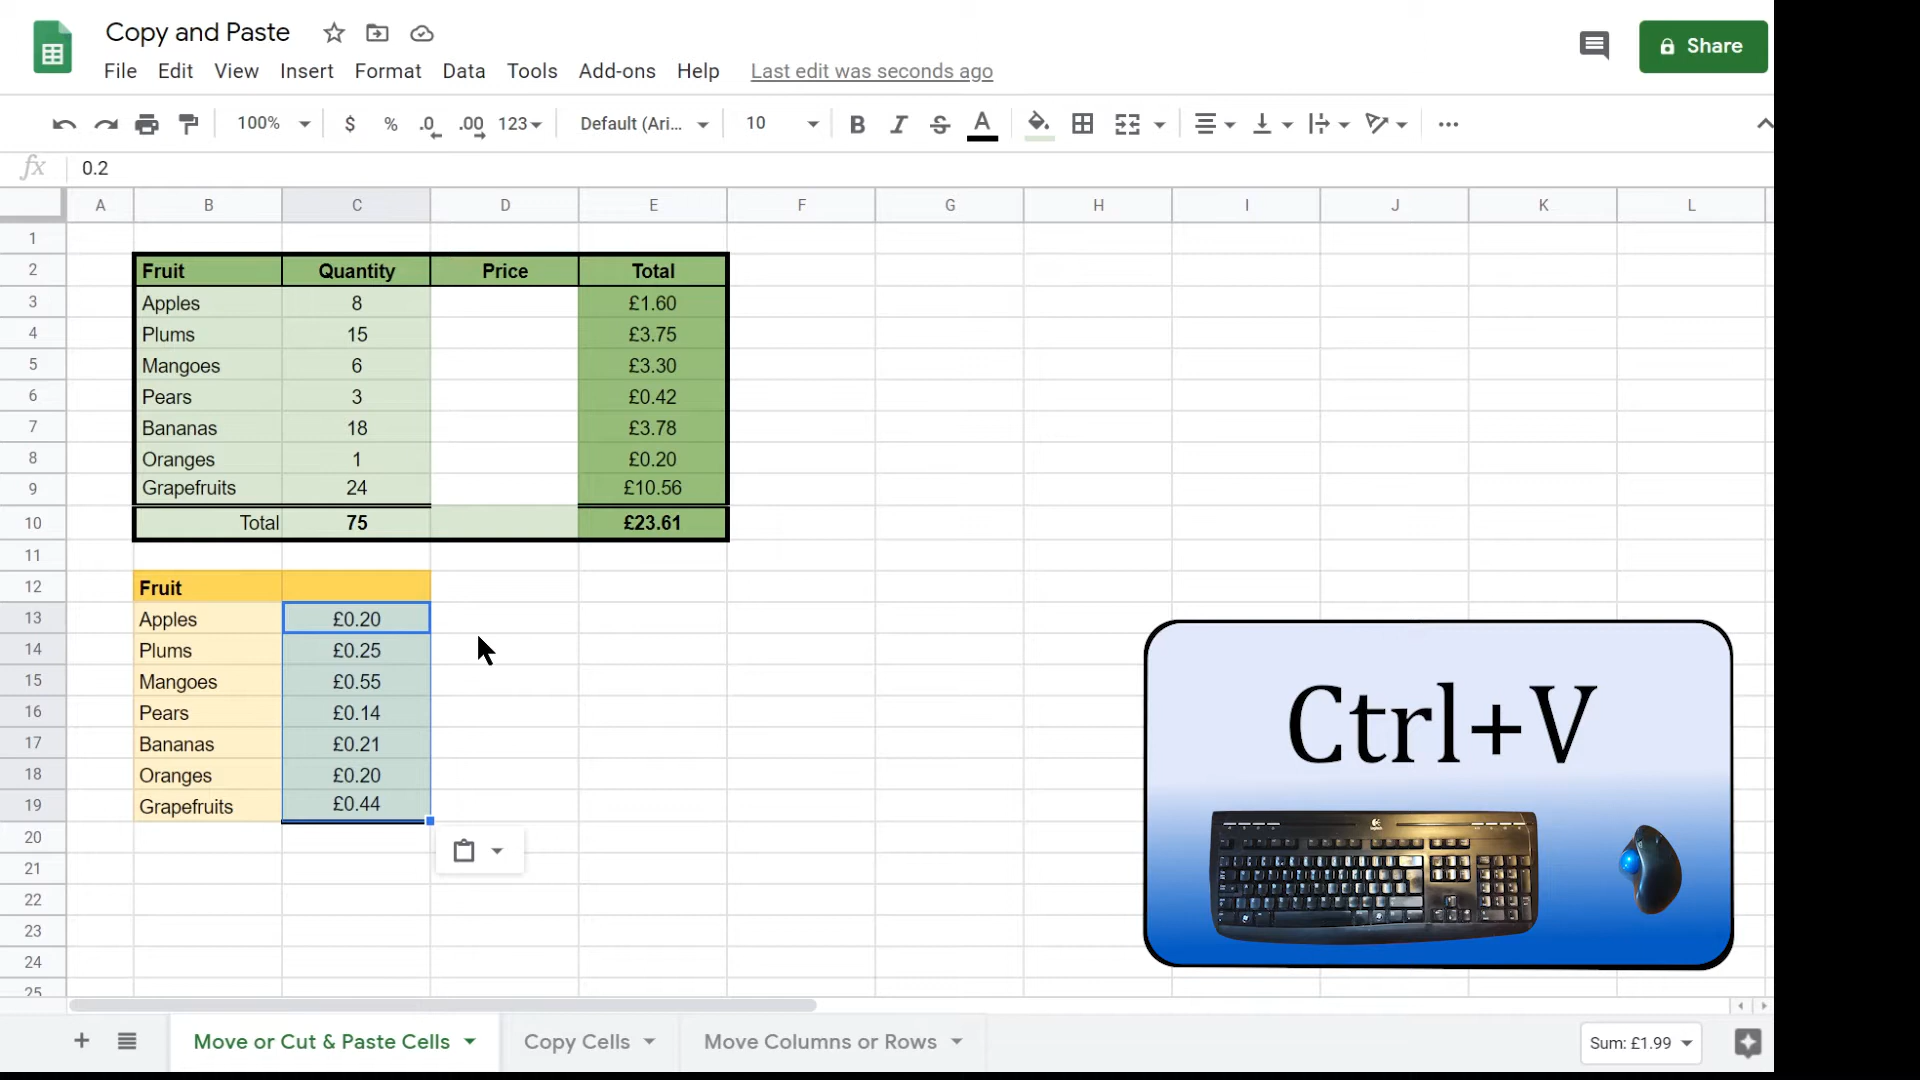 Copy and Paste
File Edit View Insert Format Data Tools Add-ons Help Last edit was seconds ago
Share
100% $ % .0 .00 123 Default (Ari... 10 B I S A
fx 0.2
A B C D E F G H I J K L
1
2 Fruit Quantity Price Total
3 Apples 8 £1.60
4 Plums 15 £3.75
5 Mangoes 6 £3.30
6 Pears 3 £0.42
7 Bananas 18 £3.78
8 Oranges 1 £0.20
9 Grapefruits 24 £10.56
10 Total 75 £23.61
11
12 Fruit
13 Apples £0.20
14 Plums £0.25
15 Mangoes £0.55
16 Pears £0.14
17 Bananas £0.21
18 Oranges £0.20
19 Grapefruits £0.44
20
21
22
23
24
25
Ctrl+V
Move or Cut & Paste Cells Copy Cells Move Columns or Rows Sum: £1.99